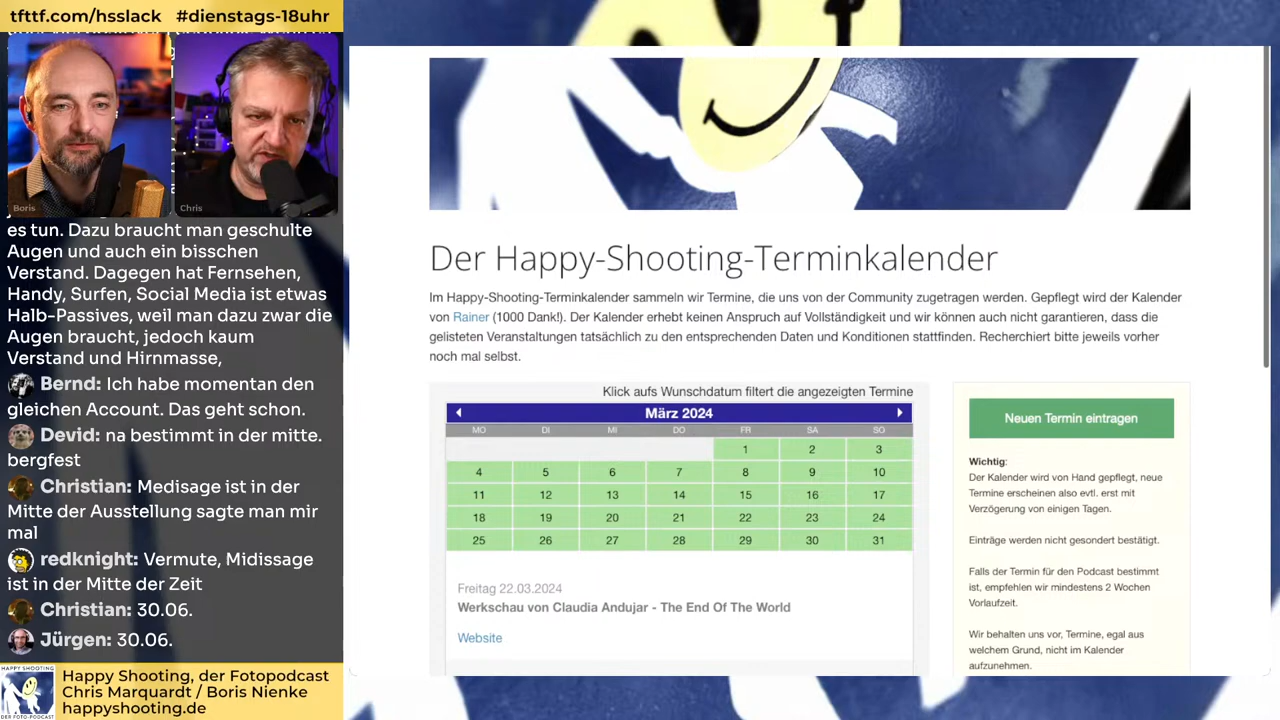 tfttf.com/hsslack #dienstags-18uhr
Boris
Chris
es tun. Dazu braucht man geschulte
Augen und auch ein bisschen
Verstand. Dagegen hat Fernsehen,
Handy, Surfen, Social Media ist etwas
Halb-Passives, weil man dazu zwar die
Augen braucht, jedoch kaum
Verstand und Hirnmasse,
Bernd: Ich habe momentan den
gleichen Account. Das geht schon.
Devid: na bestimmt in der mitte.
bergfest
Christian: Medisage ist in der
Mitte der Ausstellung sagte man mir
mal
redknight: Vermute, Midissage
ist in der Mitte der Zeit
Christian: 30.06.
Jürgen: 30.06.
HAPPY SHOOTING
DER FOTO-PODCAST
Happy Shooting, der Fotopodcast
Chris Marquardt / Boris Nienke
happyshooting.de
Der Happy-Shooting-Terminkalender
Im Happy-Shooting-Terminkalender sammeln wir Termine, die uns von der Community zugetragen werden. Gepflegt wird der Kalender
von Rainer (1000 Dank!). Der Kalender erhebt keinen Anspruch auf Vollständigkeit und wir können auch nicht garantieren, dass die
gelisteten Veranstaltungen tatsächlich zu den entsprechenden Daten und Konditionen stattfinden. Recherchiert bitte jeweils vorher
noch mal selbst.
Klick aufs Wunschdatum filtert die angezeigten Termine
März 2024
MO DI MI DO FR SA SO
1 2 3
4 5 6 7 8 9 10
11 12 13 14 15 16 17
18 19 20 21 22 23 24
25 26 27 28 29 30 31
Freitag 22.03.2024
Werkschau von Claudia Andujar - The End Of The World
Website
Neuen Termin eintragen
Wichtig:
Der Kalender wird von Hand gepflegt, neue
Termine erscheinen also evtl. erst mit
Verzögerung von einigen Tagen.
Einträge werden nicht gesondert bestätigt.
Falls der Termin für den Podcast bestimmt
ist, empfehlen wir mindestens 2 Wochen
Vorlaufzeit.
Wir behalten uns vor, Termine, egal aus
welchem Grund, nicht im Kalender
aufzunehmen.